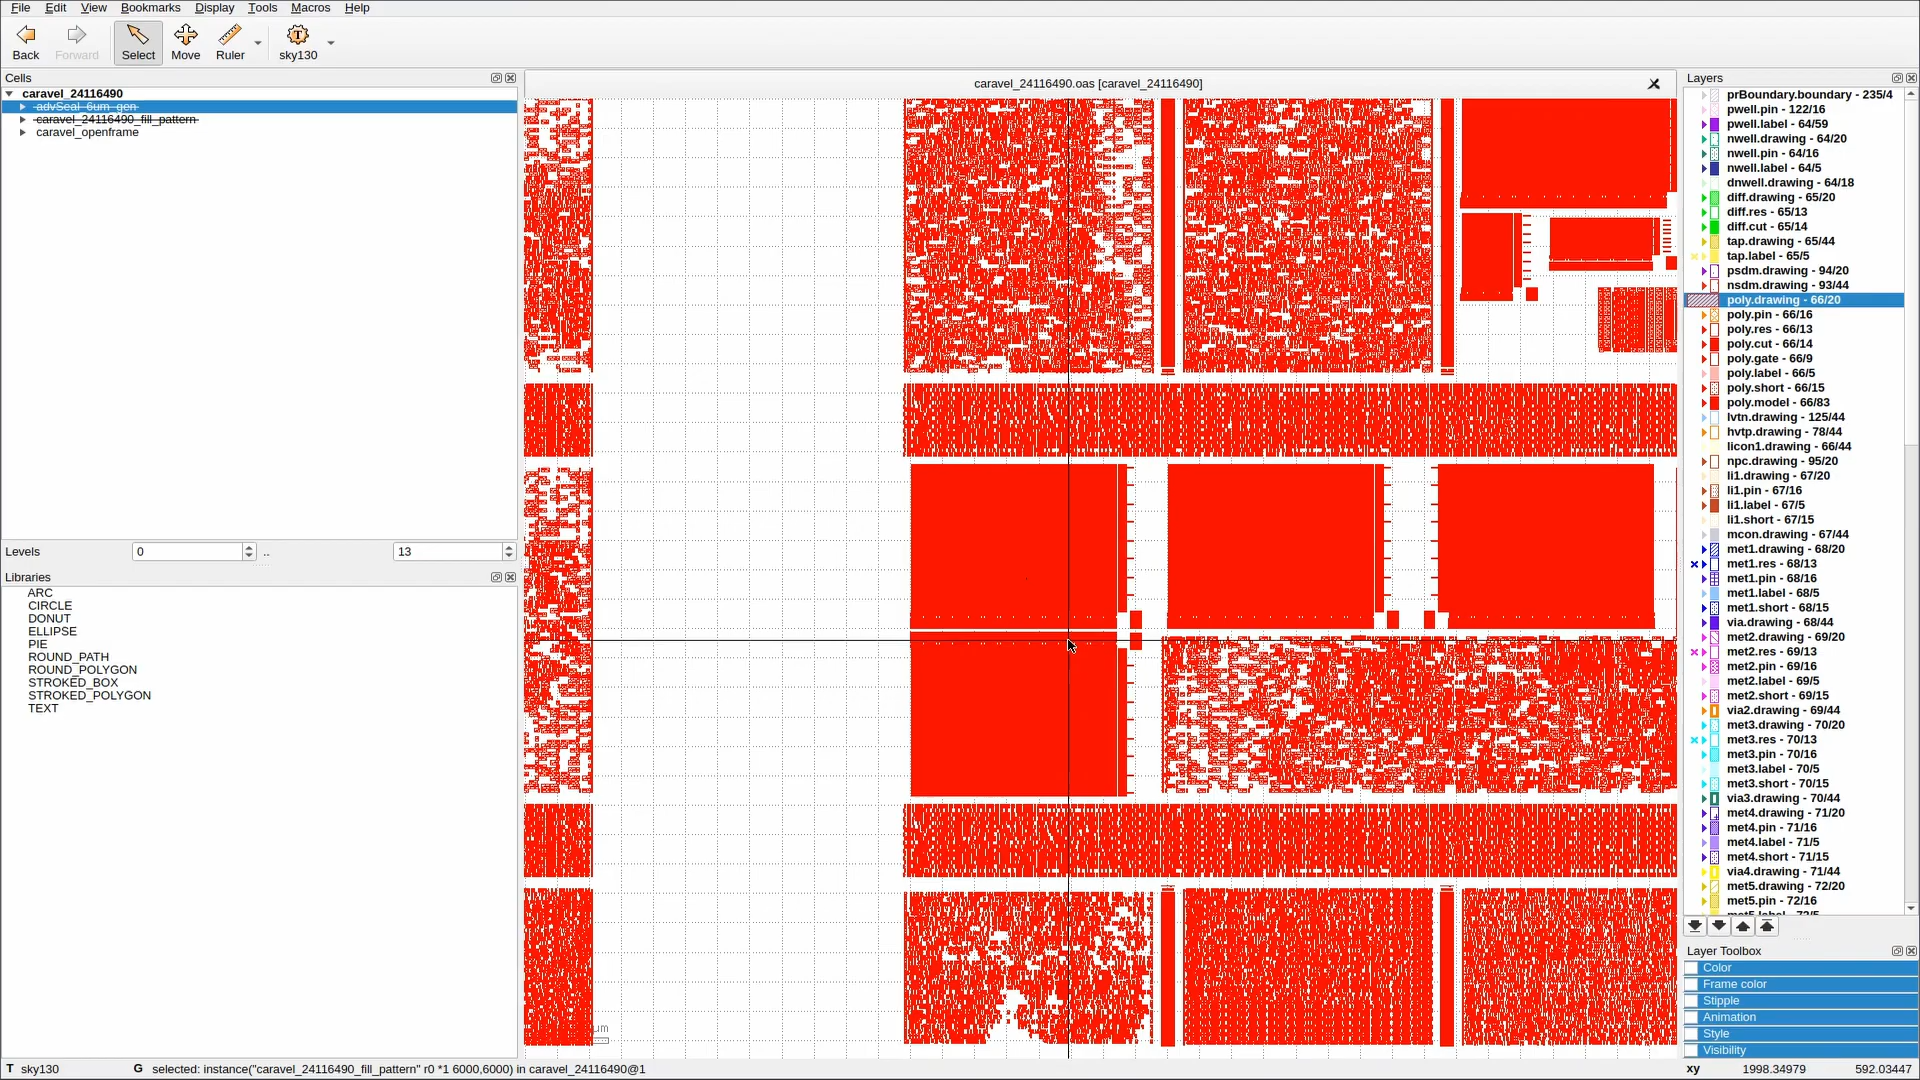 File Edit View Bookmarks Display Tools Macros Help
Back Forward Select Move Ruler sky130
Cells
caravel_24116490
advSeal_6um_gen
caravel_24116490_fill_pattern
caravel_openframe
Levels 0 .. 13
Libraries
ARC
CIRCLE
DONUT
ELLIPSE
PIE
ROUND_PATH
ROUND_POLYGON
STROKED_BOX
STROKED_POLYGON
TEXT
caravel_24116490.oas [caravel_24116490]
um
Layers
prBoundary.boundary - 235/4
pwell.pin - 122/16
pwell.label - 64/59
nwell.drawing - 64/20
nwell.pin - 64/16
nwell.label - 64/5
dnwell.drawing - 64/18
diff.drawing - 65/20
diff.res - 65/13
diff.cut - 65/14
tap.drawing - 65/44
tap.label - 65/5
psdm.drawing - 94/20
nsdm.drawing - 93/44
poly.drawing - 66/20
poly.pin - 66/16
poly.res - 66/13
poly.cut - 66/14
poly.gate - 66/9
poly.label - 66/5
poly.short - 66/15
poly.model - 66/83
lvtn.drawing - 125/44
hvtp.drawing - 78/44
licon1.drawing - 66/44
npc.drawing - 95/20
li1.drawing - 67/20
li1.pin - 67/16
li1.label - 67/5
li1.short - 67/15
mcon.drawing - 67/44
met1.drawing - 68/20
met1.res - 68/13
met1.pin - 68/16
met1.label - 68/5
met1.short - 68/15
via.drawing - 68/44
met2.drawing - 69/20
met2.res - 69/13
met2.pin - 69/16
met2.label - 69/5
met2.short - 69/15
via2.drawing - 69/44
met3.drawing - 70/20
met3.res - 70/13
met3.pin - 70/16
met3.label - 70/5
met3.short - 70/15
via3.drawing - 70/44
met4.drawing - 71/20
met4.pin - 71/16
met4.label - 71/5
met4.short - 71/15
via4.drawing - 71/44
met5.drawing - 72/20
met5.pin - 72/16
met5.label - 72/5
Layer Toolbox
Color
Frame color
Stipple
Animation
Style
Visibility
T sky130 G selected: instance("caravel_24116490_fill_pattern" r0 *1 6000,6000) in caravel_24116490@1 xy 1998.34979 592.03447